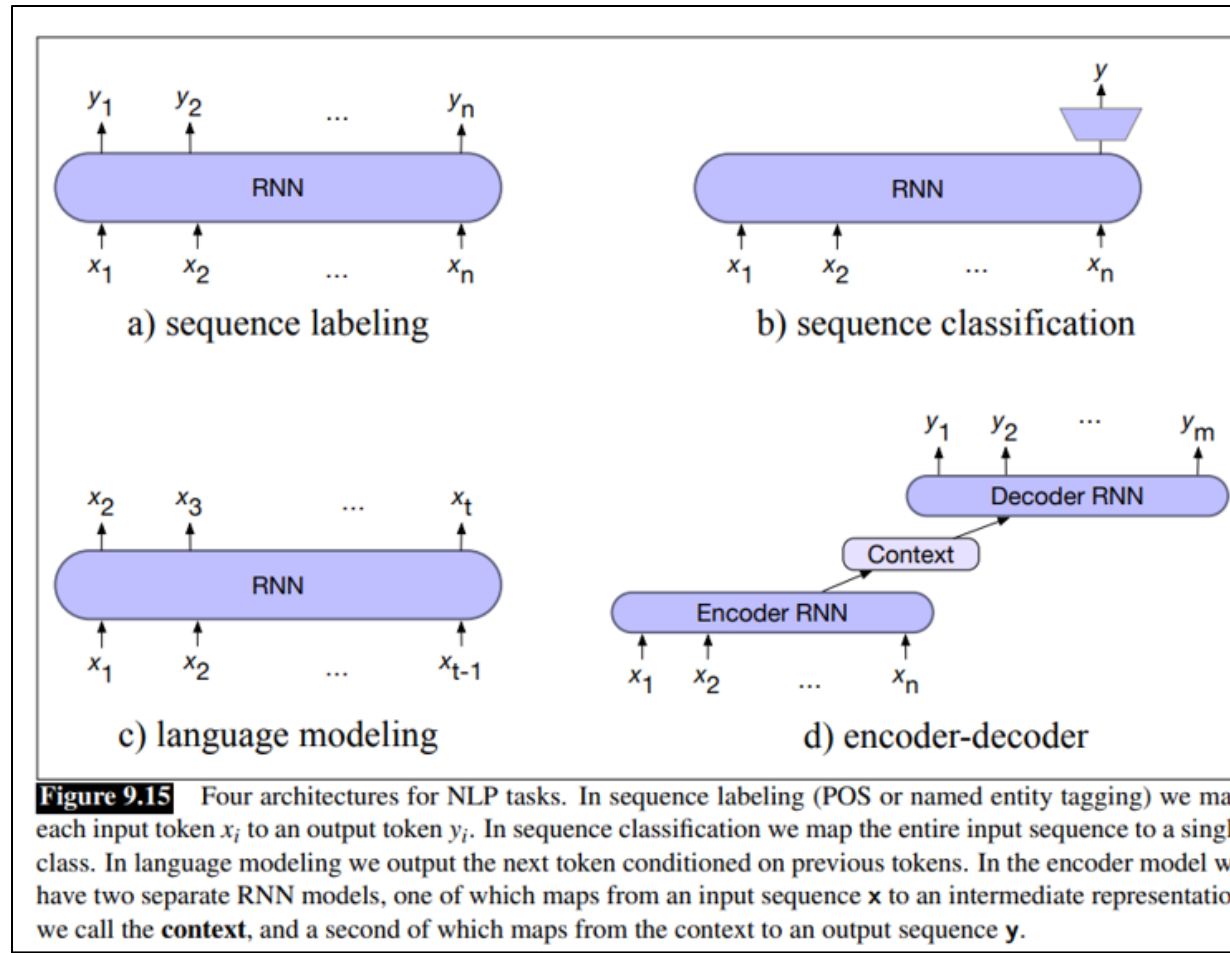 y1 y2 ... yn
RNN
x1 x2 ... xn
a) sequence labeling
y
RNN
x1 x2 ... xn
b) sequence classification
x2 x3 ... xt
RNN
x1 x2 ... xt-1
c) language modeling
y1 y2 ... ym
Decoder RNN
Context
Encoder RNN
x1 x2 ... xn
d) encoder-decoder
Figure 9.15 Four architectures for NLP tasks. In sequence labeling (POS or named entity tagging) we ma
each input token xi to an output token yi. In sequence classification we map the entire input sequence to a singl
class. In language modeling we output the next token conditioned on previous tokens. In the encoder model w
have two separate RNN models, one of which maps from an input sequence x to an intermediate representatio
we call the context, and a second of which maps from the context to an output sequence y.